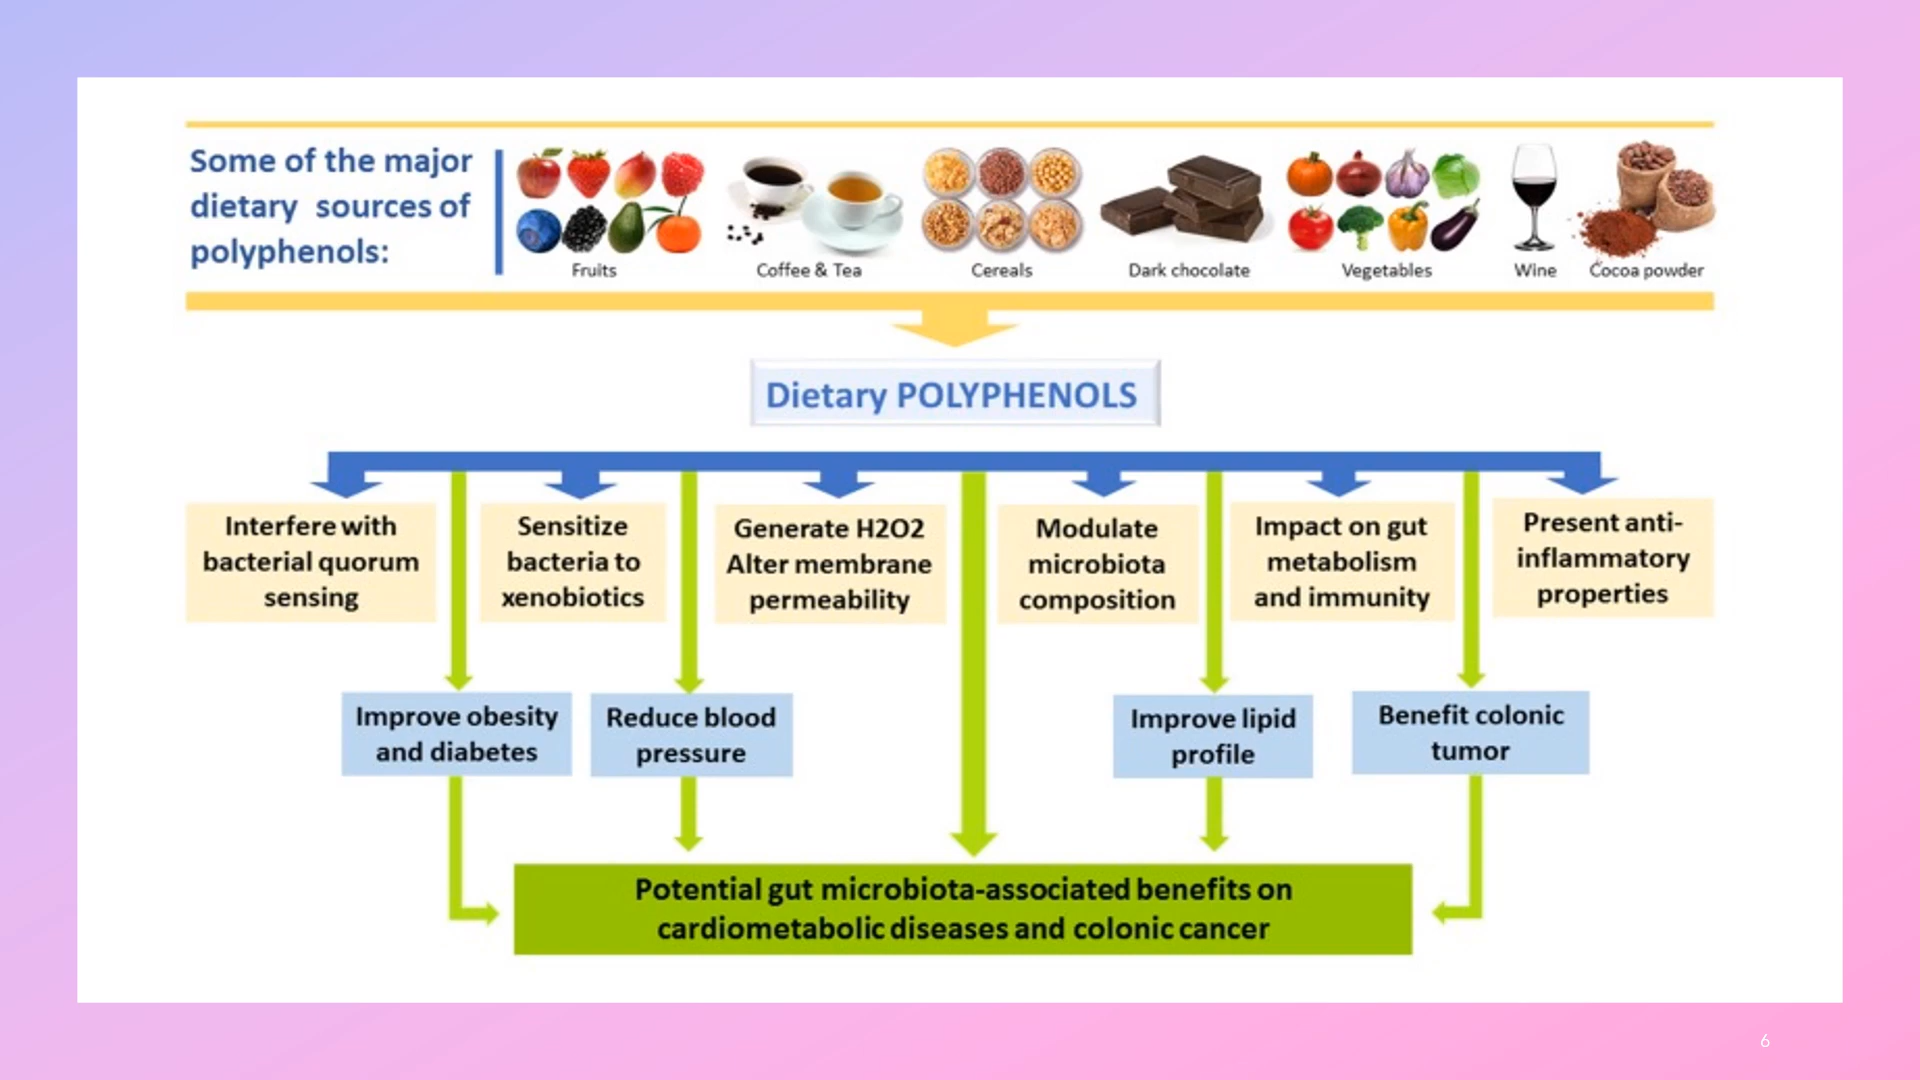 Some of the major
dietary sources of
polyphenols:
Fruits
Coffee & Tea
Cereals
Dark chocolate
Vegetables
Wine
Cocoa powder
Dietary POLYPHENOLS
Interfere with
bacterial quorum
sensing
Sensitize
bacteria to
xenobiotics
Generate H2O2
Alter membrane
permeability
Modulate
microbiota
composition
Impact on gut
metabolism
and immunity
Present anti-
inflammatory
properties
Improve obesity
and diabetes
Reduce blood
pressure
Improve lipid
profile
Benefit colonic
tumor
Potential gut microbiota-associated benefits on
cardiometabolic diseases and colonic cancer
6